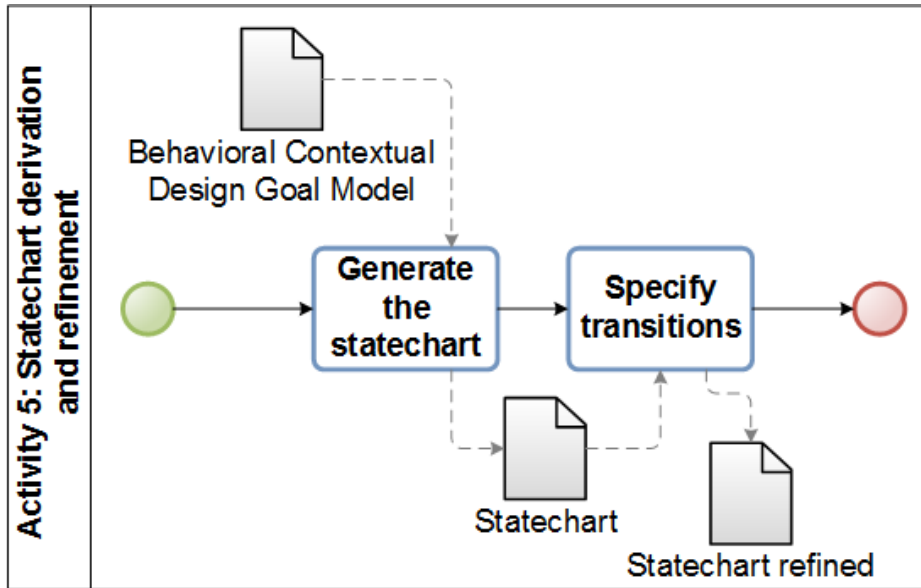 Activity 5: Statechart derivation
and refinement
Behavioral Contextual
Design Goal Model
Generate
the
statechart
Specify
transitions
Statechart
Statechart refined